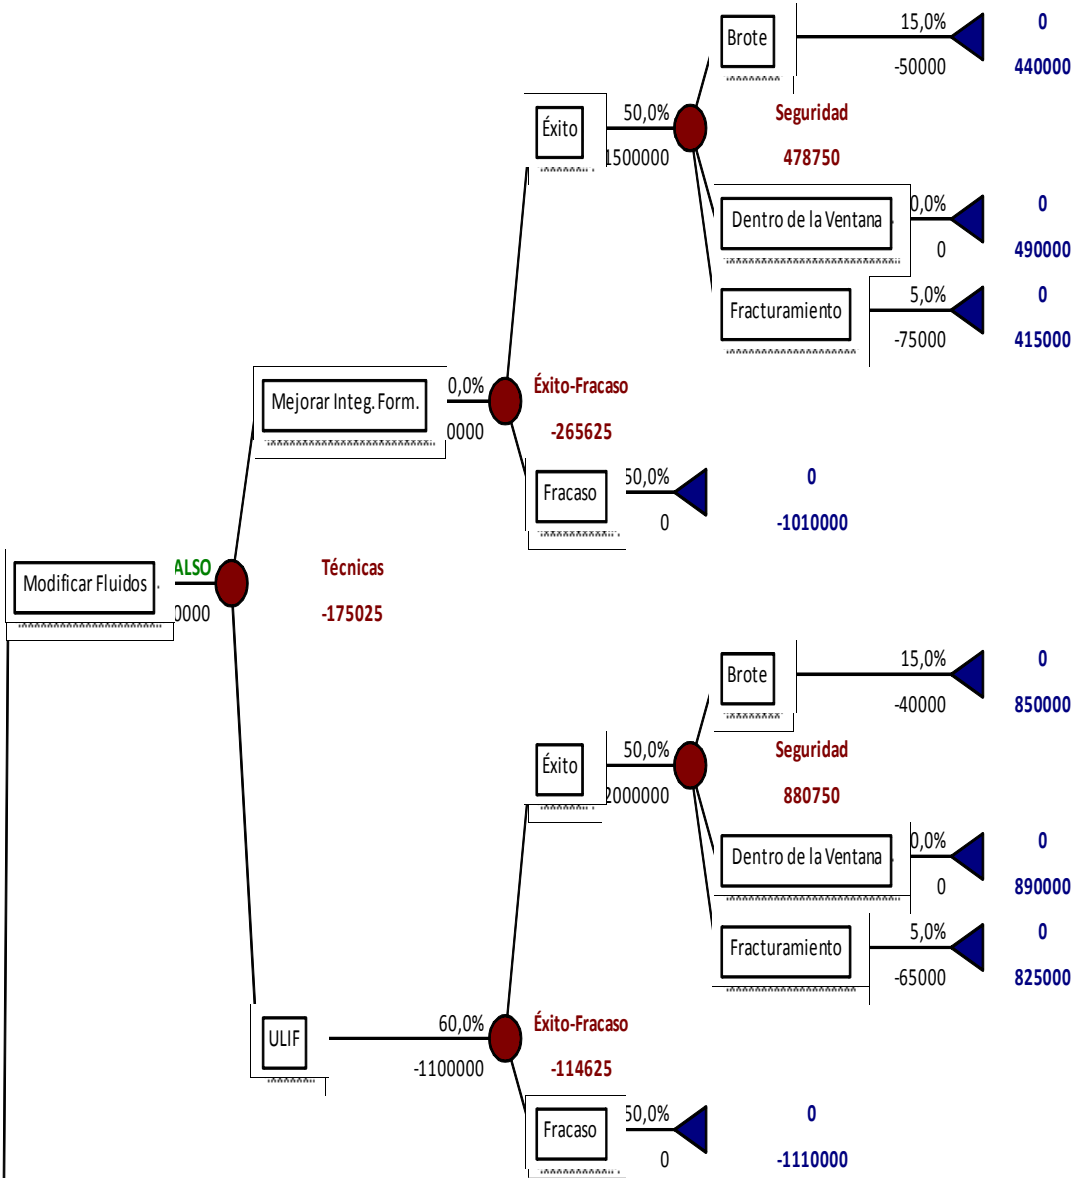 Brote
15,0%
0
-50000
440000
Éxito
50,0%
Seguridad
1500000
478750
Dentro de la Ventana
0,0%
0
0
490000
Fracturamiento
5,0%
0
-75000
415000
Mejorar Integ. Form.
0,0%
Éxito-Fracaso
0000
-265625
Fracaso
50,0%
0
0
-1010000
Modificar Fluidos
ALSO
Técnicas
0000
-175025
Brote
15,0%
0
-40000
850000
Éxito
50,0%
Seguridad
2000000
880750
Dentro de la Ventana
0,0%
0
0
890000
Fracturamiento
5,0%
0
-65000
825000
ULIF
60,0%
Éxito-Fracaso
-1100000
-114625
Fracaso
50,0%
0
0
-1110000